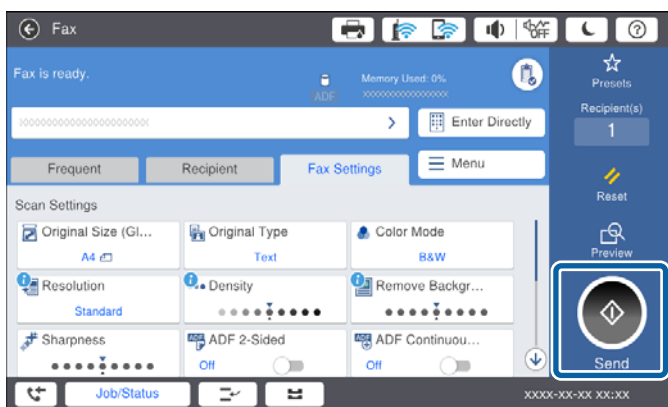 Fax
OFF
Fax is ready.
ADF
Memory Used: 0%
xxxxxxxxxxxxxxxxxx
Presets
Recipient(s)
1
xxxxxxxxxxxxxxxxxxxxxxx
Enter Directly
Frequent
Recipient
Fax Settings
Menu
Reset
Scan Settings
Original Size (Gl...
A4
Original Type
Text
Color Mode
B&W
Preview
Resolution
Standard
Density
Remove Backgr...
Sharpness
ADF 2-Sided
Off
ADF Continuou...
Off
Send
Job/Status
xxxx-xx-xx xx:xx